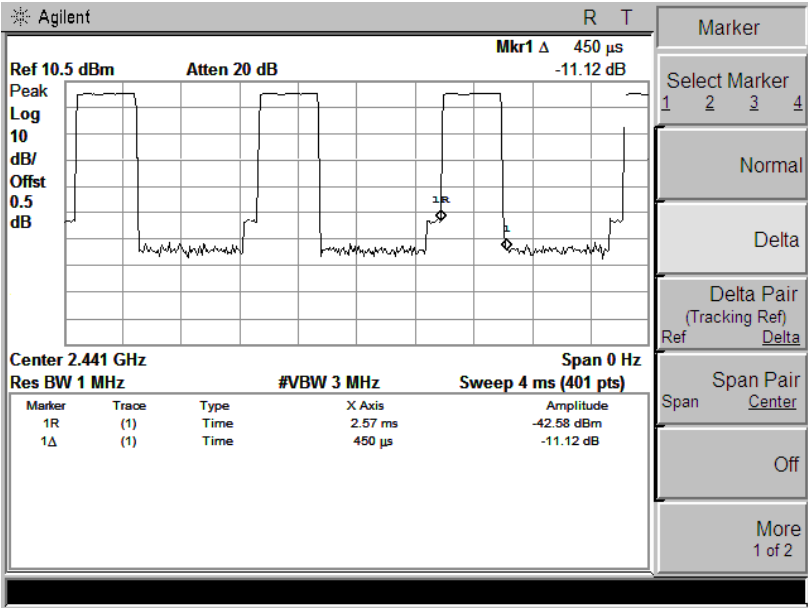 Agilent R T
Mkr1 Δ 450 µs
Ref 10.5 dBm Atten 20 dB -11.12 dB
Peak
Log
10
dB/
Offst
0.5
dB
1R
1
Center 2.441 GHz Span 0 Hz
Res BW 1 MHz #VBW 3 MHz Sweep 4 ms (401 pts)
Marker Trace Type X Axis Amplitude
1R (1) Time 2.57 ms -42.58 dBm
1Δ (1) Time 450 µs -11.12 dB
Marker
Select Marker
1 2 3 4
Normal
Delta
Delta Pair
(Tracking Ref)
Ref Delta
Span Pair
Span Center
Off
More
1 of 2